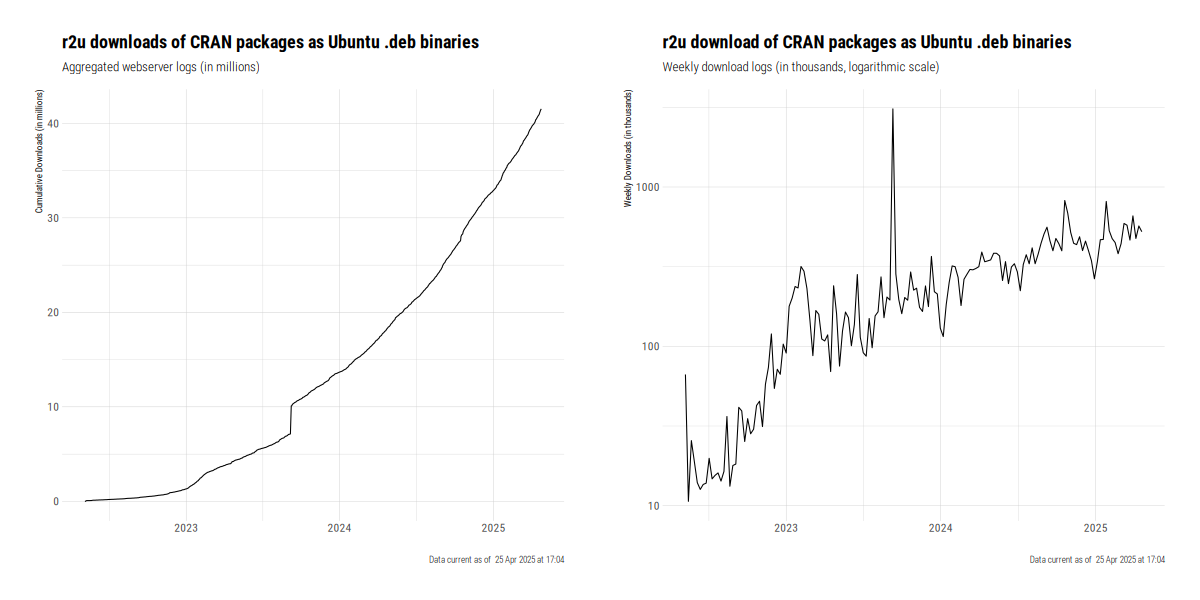 r2u downloads of CRAN packages as Ubuntu .deb binaries
Aggregated webserver logs (in millions)
Cumulative Downloads (in millions)
40
30
20
10
0
2023 2024 2025
Data current as of 25 Apr 2025 at 17:04
r2u download of CRAN packages as Ubuntu .deb binaries
Weekly download logs (in thousands, logarithmic scale)
Weekly Downloads (in thousands)
1000
100
10
2023 2024 2025
Data current as of 25 Apr 2025 at 17:04